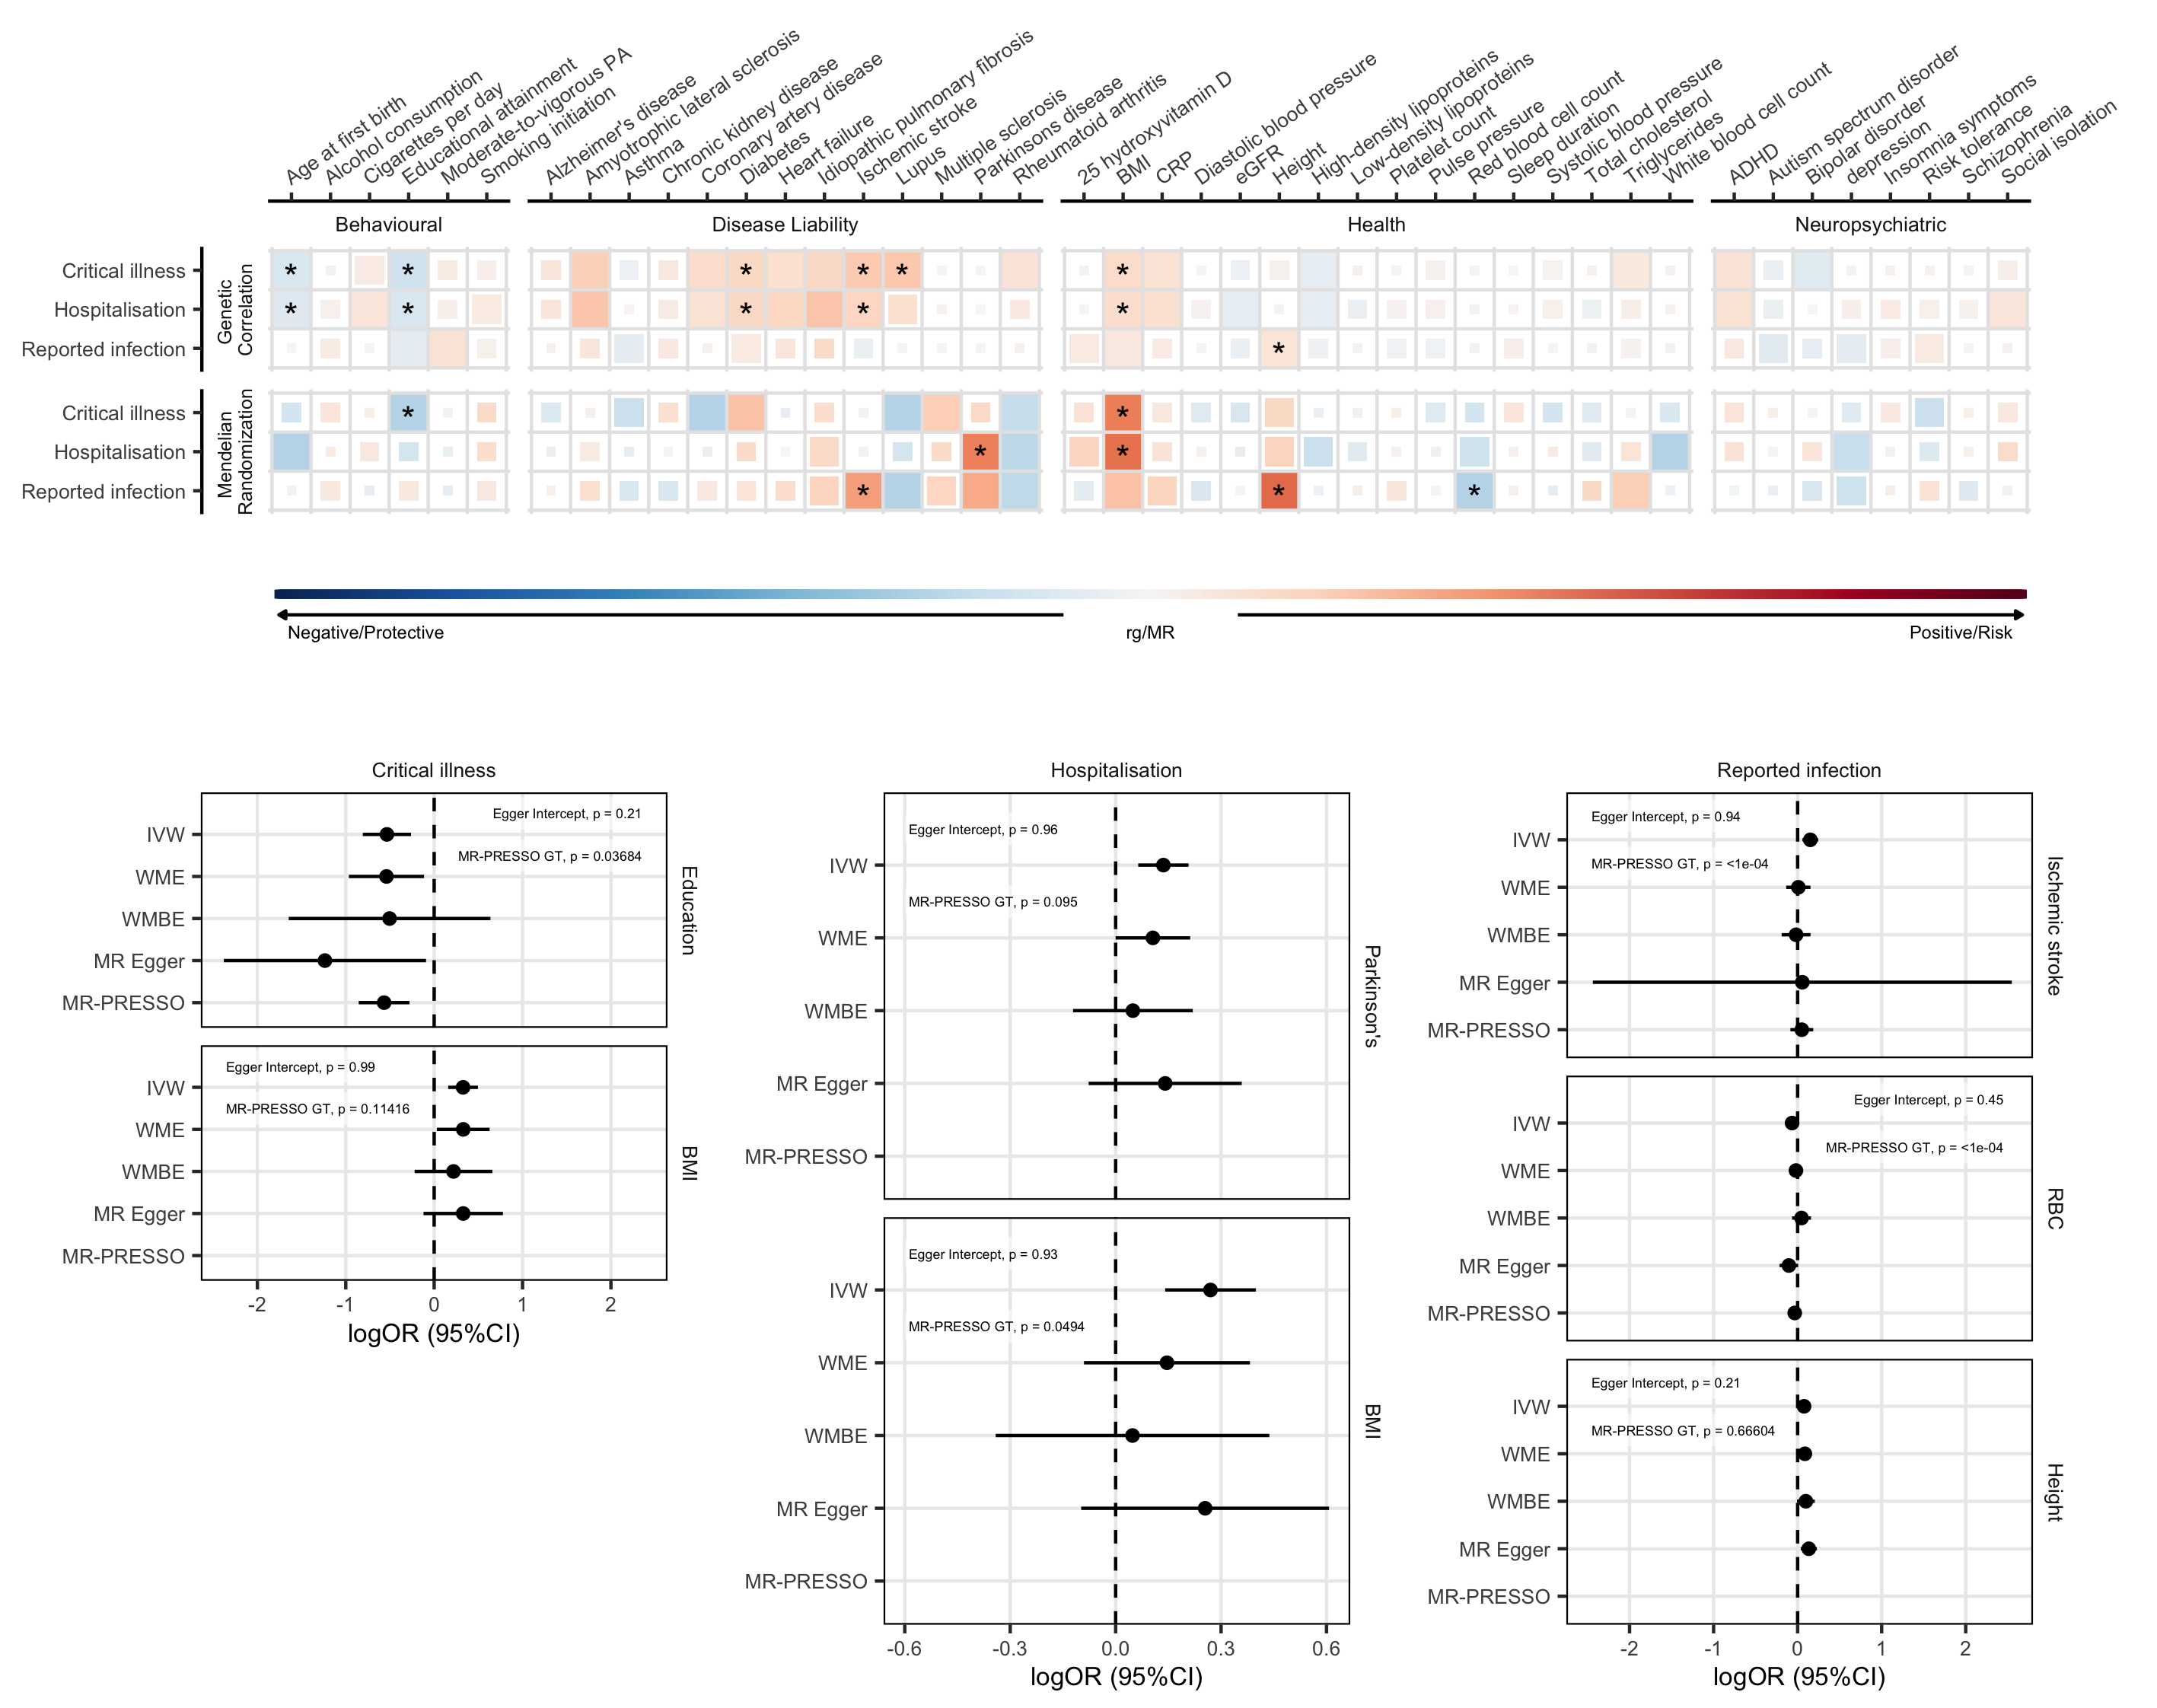 Age at first birth
Alcohol consumption
Cigarettes per day
Educational attainment
Moderate-to-vigorous PA
Smoking initiation
Alzheimer's disease
Amyotrophic lateral sclerosis
Asthma
Chronic kidney disease
Coronary artery disease
Diabetes
Heart failure
Idiopathic pulmonary fibrosis
Ischemic stroke
Lupus
Multiple sclerosis
Parkinsons disease
Rheumatoid arthritis
25 hydroxyvitamin D
BMI
CRP
Diastolic blood pressure
eGFR
Height
High-density lipoproteins
Low-density lipoproteins
Platelet count
Pulse pressure
Red blood cell count
Sleep duration
Systolic blood pressure
Total cholesterol
Triglycerides
White blood cell count
ADHD
Autism spectrum disorder
Bipolar disorder
depression
Insomnia symptoms
Risk tolerance
Schizophrenia
Social isolation
Behavioural
Disease Liability
Health
Neuropsychiatric
Genetic
Correlation
Critical illness
* * * * * *
Hospitalisation
* * * * *
Reported infection
*
Mendelian
Randomization
Critical illness
* *
Hospitalisation
* *
Reported infection
* * *
Negative/Protective
rg/MR
Positive/Risk
Critical illness
Egger Intercept, p = 0.21
MR-PRESSO GT, p = 0.03684
IVW
WME
WMBE
MR Egger
MR-PRESSO
Education
Egger Intercept, p = 0.99
MR-PRESSO GT, p = 0.11416
IVW
WME
WMBE
MR Egger
MR-PRESSO
BMI
-2 -1 0 1 2
logOR (95%CI)
Hospitalisation
Egger Intercept, p = 0.96
MR-PRESSO GT, p = 0.095
IVW
WME
WMBE
MR Egger
MR-PRESSO
Parkinson's
Egger Intercept, p = 0.93
MR-PRESSO GT, p = 0.0494
IVW
WME
WMBE
MR Egger
MR-PRESSO
BMI
-0.6 -0.3 0.0 0.3 0.6
logOR (95%CI)
Reported infection
Egger Intercept, p = 0.94
MR-PRESSO GT, p = <1e-04
IVW
WME
WMBE
MR Egger
MR-PRESSO
Ischemic stroke
Egger Intercept, p = 0.45
MR-PRESSO GT, p = <1e-04
IVW
WME
WMBE
MR Egger
MR-PRESSO
RBC
Egger Intercept, p = 0.21
MR-PRESSO GT, p = 0.66604
IVW
WME
WMBE
MR Egger
MR-PRESSO
Height
-2 -1 0 1 2
logOR (95%CI)